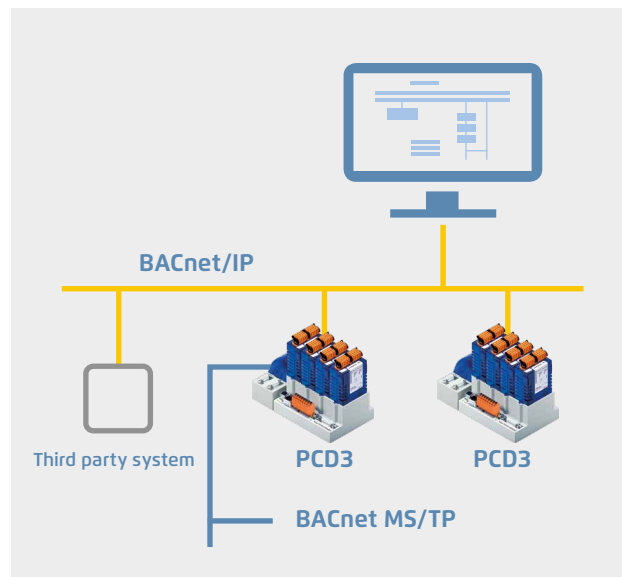 BACnet/IP
Third party system
PCD3
PCD3
BACnet MS/TP